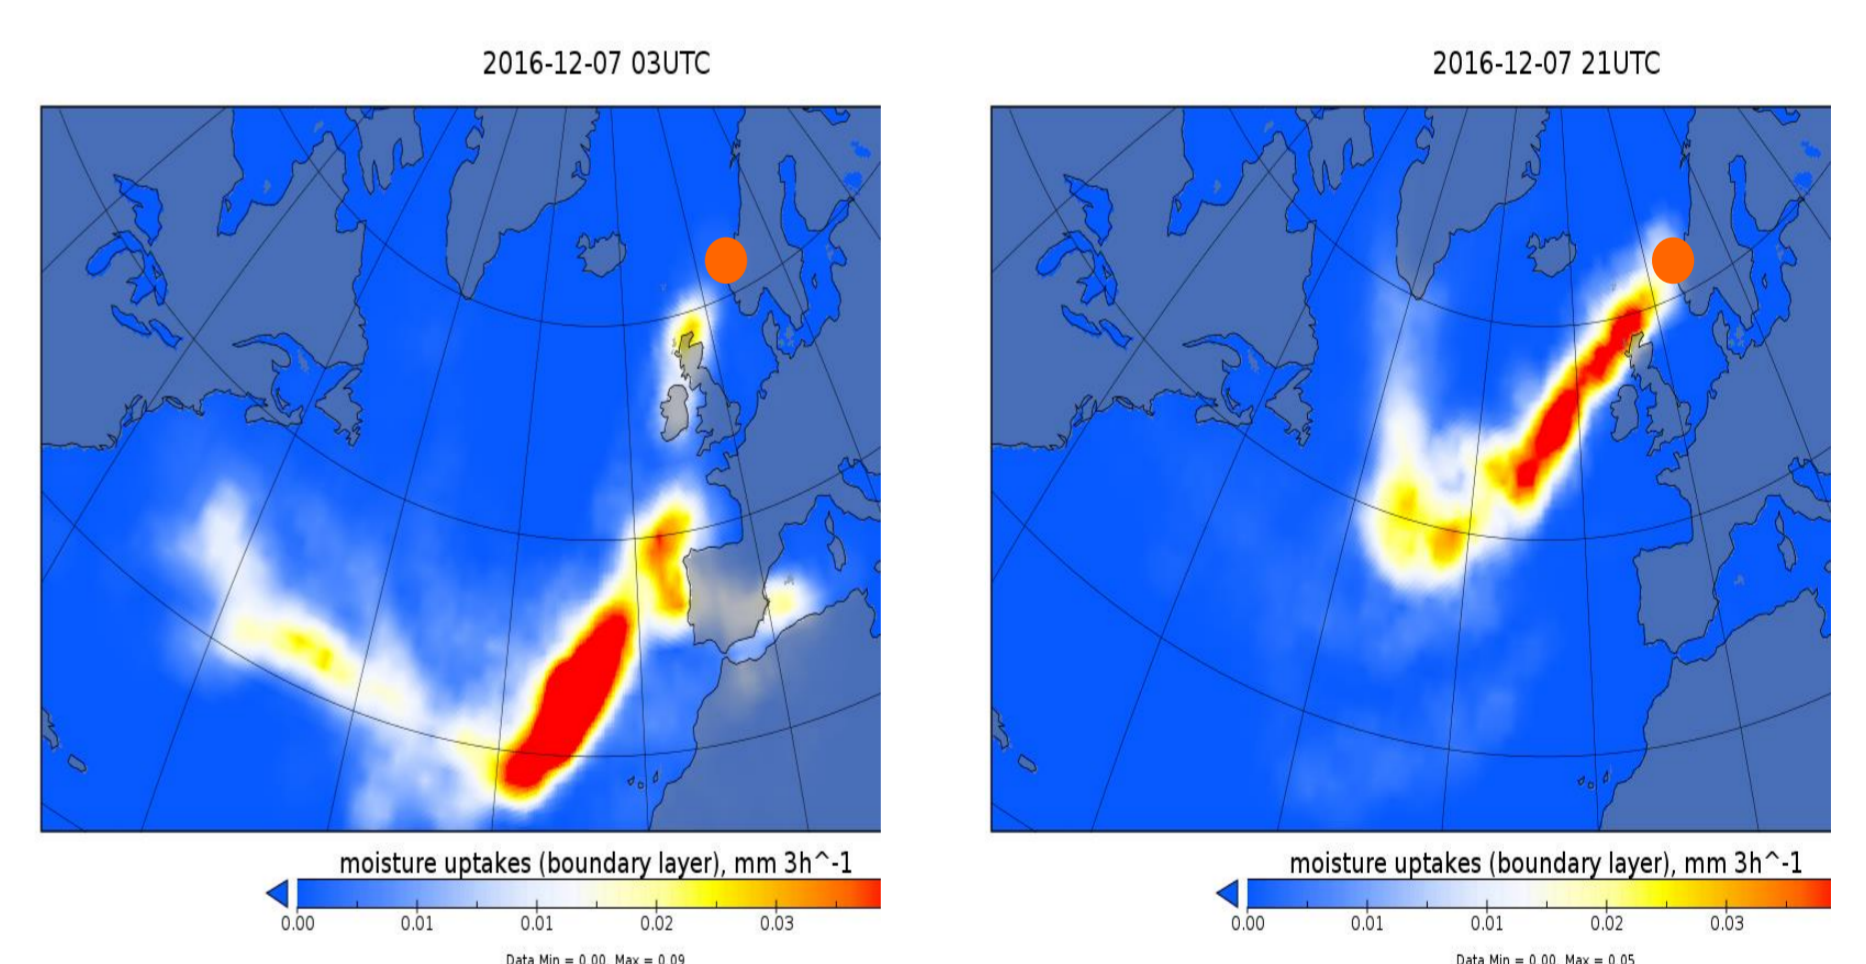 2016-12-07 03UTC
moisture uptakes (boundary layer), mm 3h^-1
0.00 0.01 0.01 0.02 0.03
Data Min = 0.00, Max = 0.09
2016-12-07 21UTC
moisture uptakes (boundary layer), mm 3h^-1
0.00 0.01 0.01 0.02 0.03
Data Min = 0.00, Max = 0.05